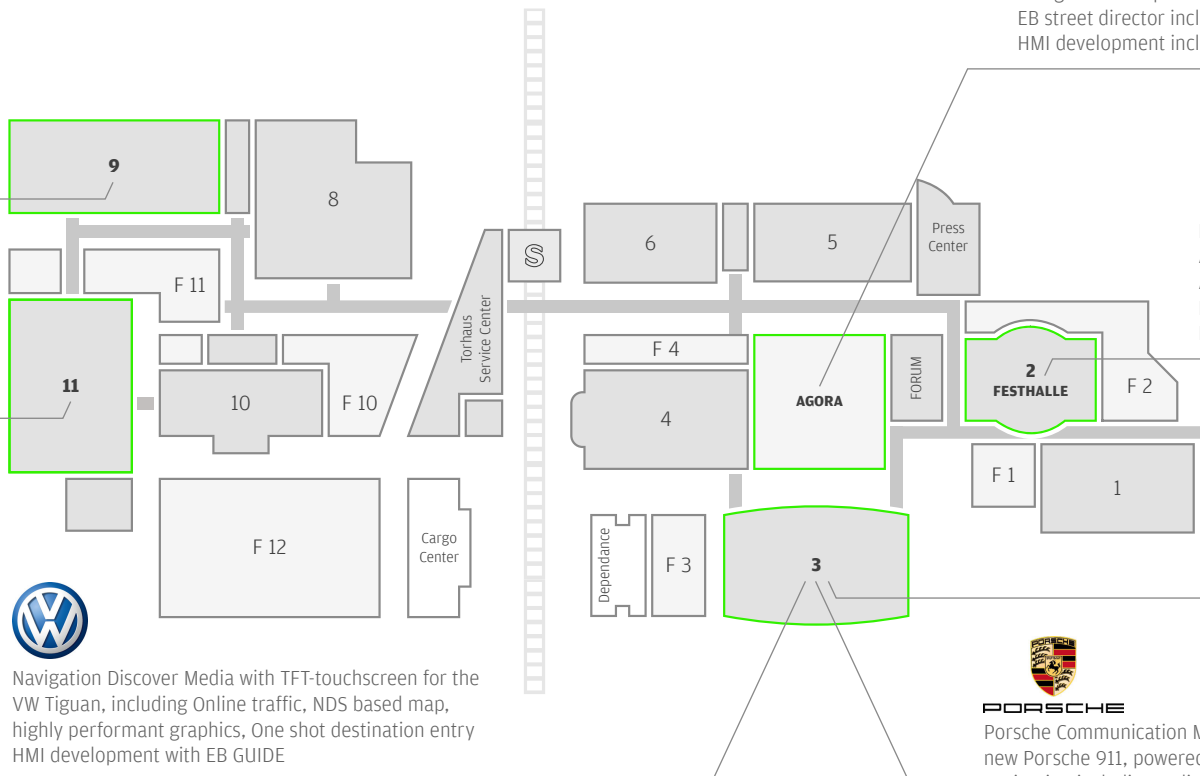 EB street director incl
HMI development incl
9
8
6
5
Press
Center
S
F 11
Torhaus
Service Center
F 4
11
10
F 10
4
AGORA
FORUM
2
FESTHALLE
F 2
F 1
1
F 12
Cargo
Center
Dependance
F 3
3
VW
Navigation Discover Media with TFT-touchscreen for the
VW Tiguan, including Online traffic, NDS based map,
highly performant graphics, One shot destination entry
HMI development with EB GUIDE
PORSCHE
Porsche Communication M
new Porsche 911, powered